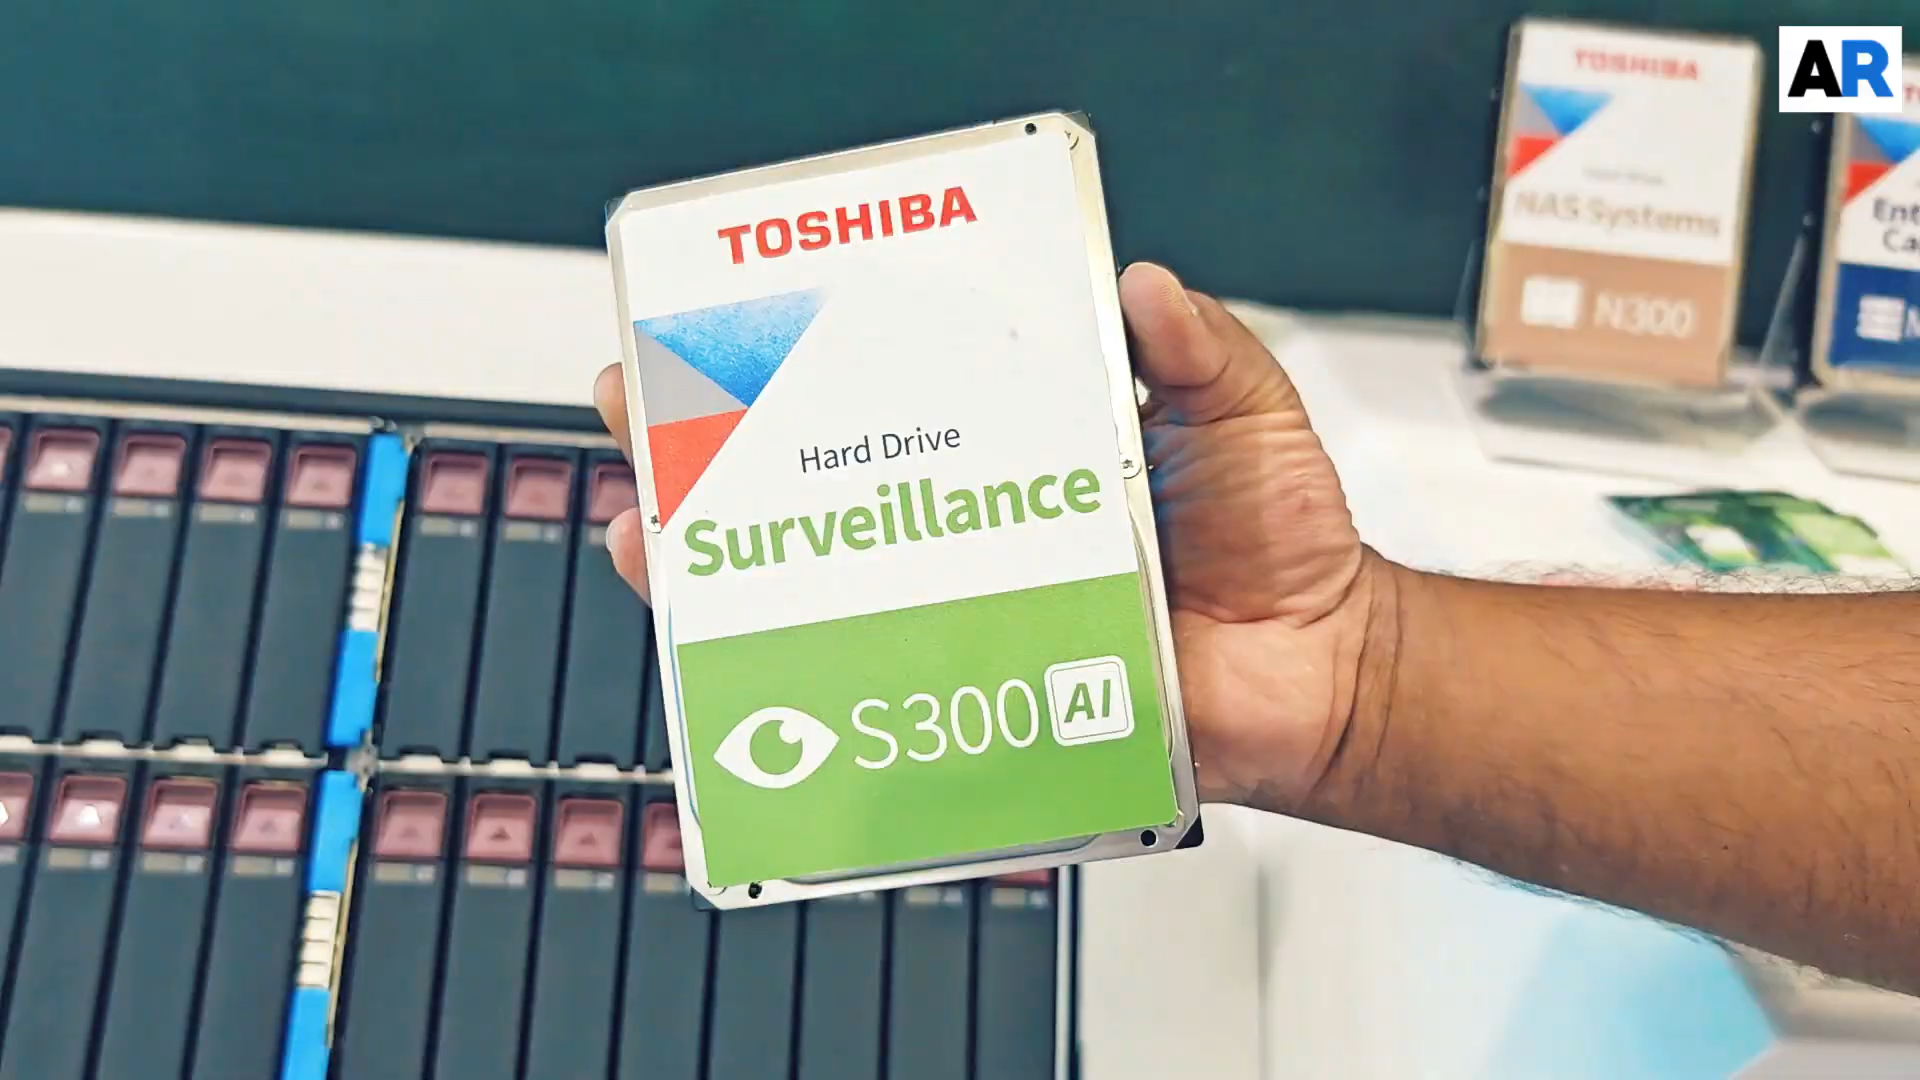 TOSHIBA
Hard Drive
Surveillance
S300 AI
TOSHIBA
NAS Systems
N300
AR